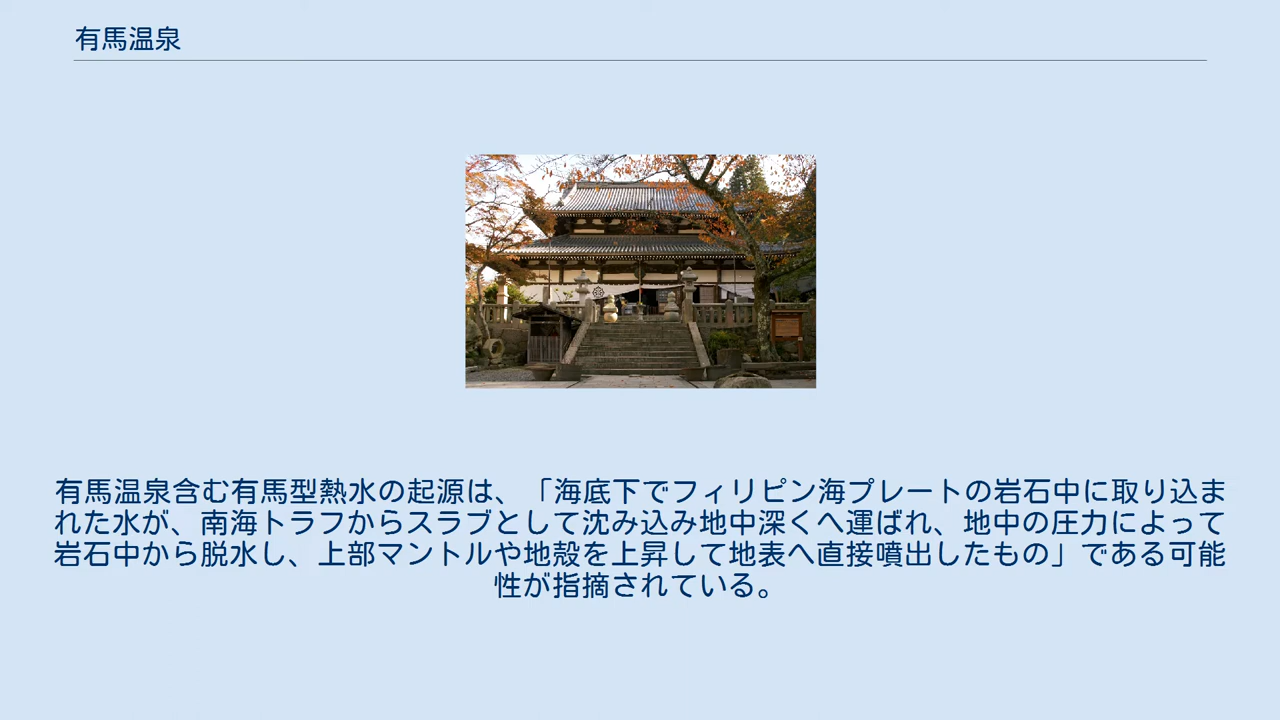 有馬温泉
有馬温泉含む有馬型熱水の起源は、「海底下でフィリピン海プレートの岩石中に取り込ま
れた水が、南海トラフからスラブとして沈み込み地中深くへ運ばれ、地中の圧力によって
岩石中から脱水し、上部マントルや地殻を上昇して地表へ直接噴出したもの」である可能
性が指摘されている。